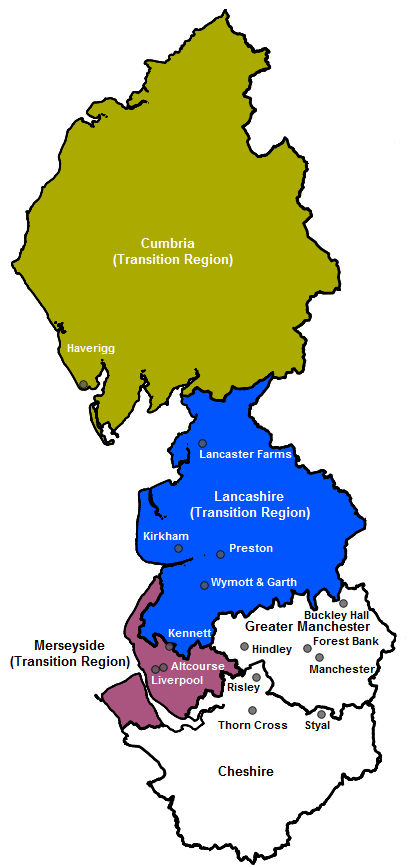 Cumbria
(Transition Region)
Haverigg
Lancaster Farms
Lancashire
(Transition Region)
Kirkham
Preston
Wymott & Garth
Buckley Hall
Greater Manchester
Kennett
Forest Bank
Merseyside
(Transition Region)
Hindley
Altcourse
Manchester
Liverpool
Risley
Thorn Cross
Styal
Cheshire